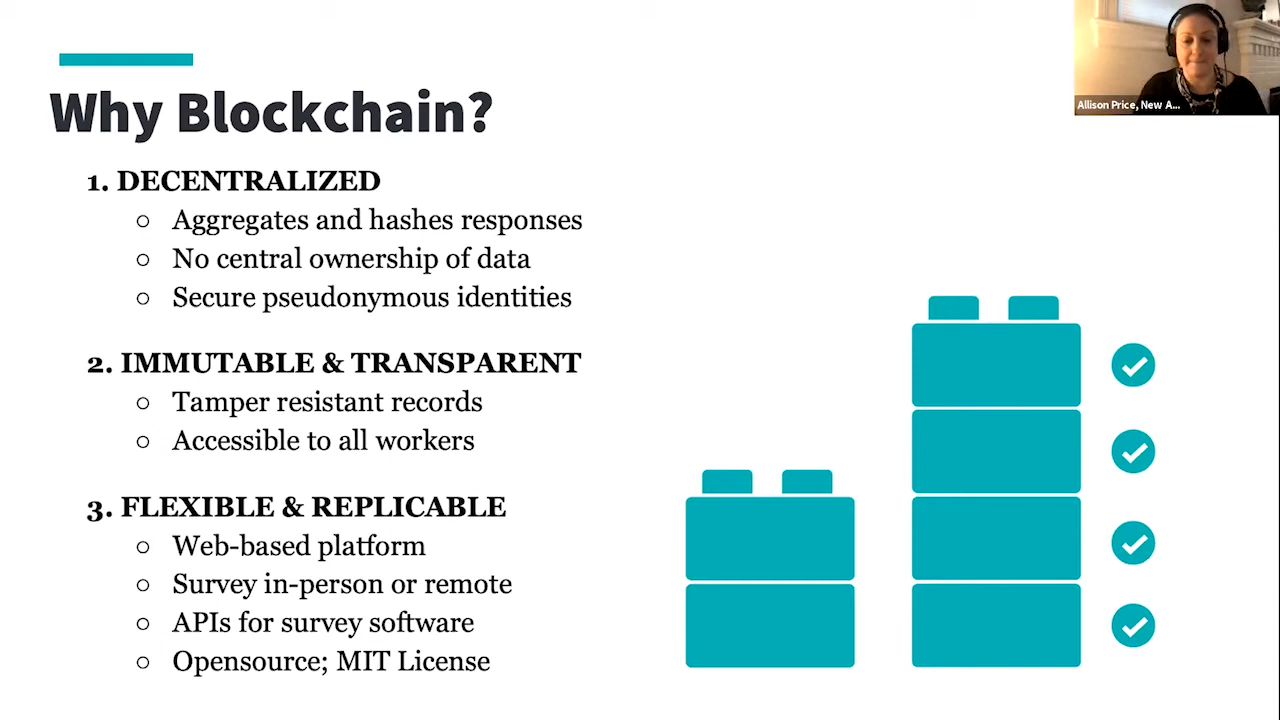 Why Blockchain?
1. DECENTRALIZED
○ Aggregates and hashes responses
○ No central ownership of data
○ Secure pseudonymous identities
2. IMMUTABLE & TRANSPARENT
○ Tamper resistant records
○ Accessible to all workers
3. FLEXIBLE & REPLICABLE
○ Web-based platform
○ Survey in-person or remote
○ APIs for survey software
○ Opensource; MIT License
Allison Price, New A...